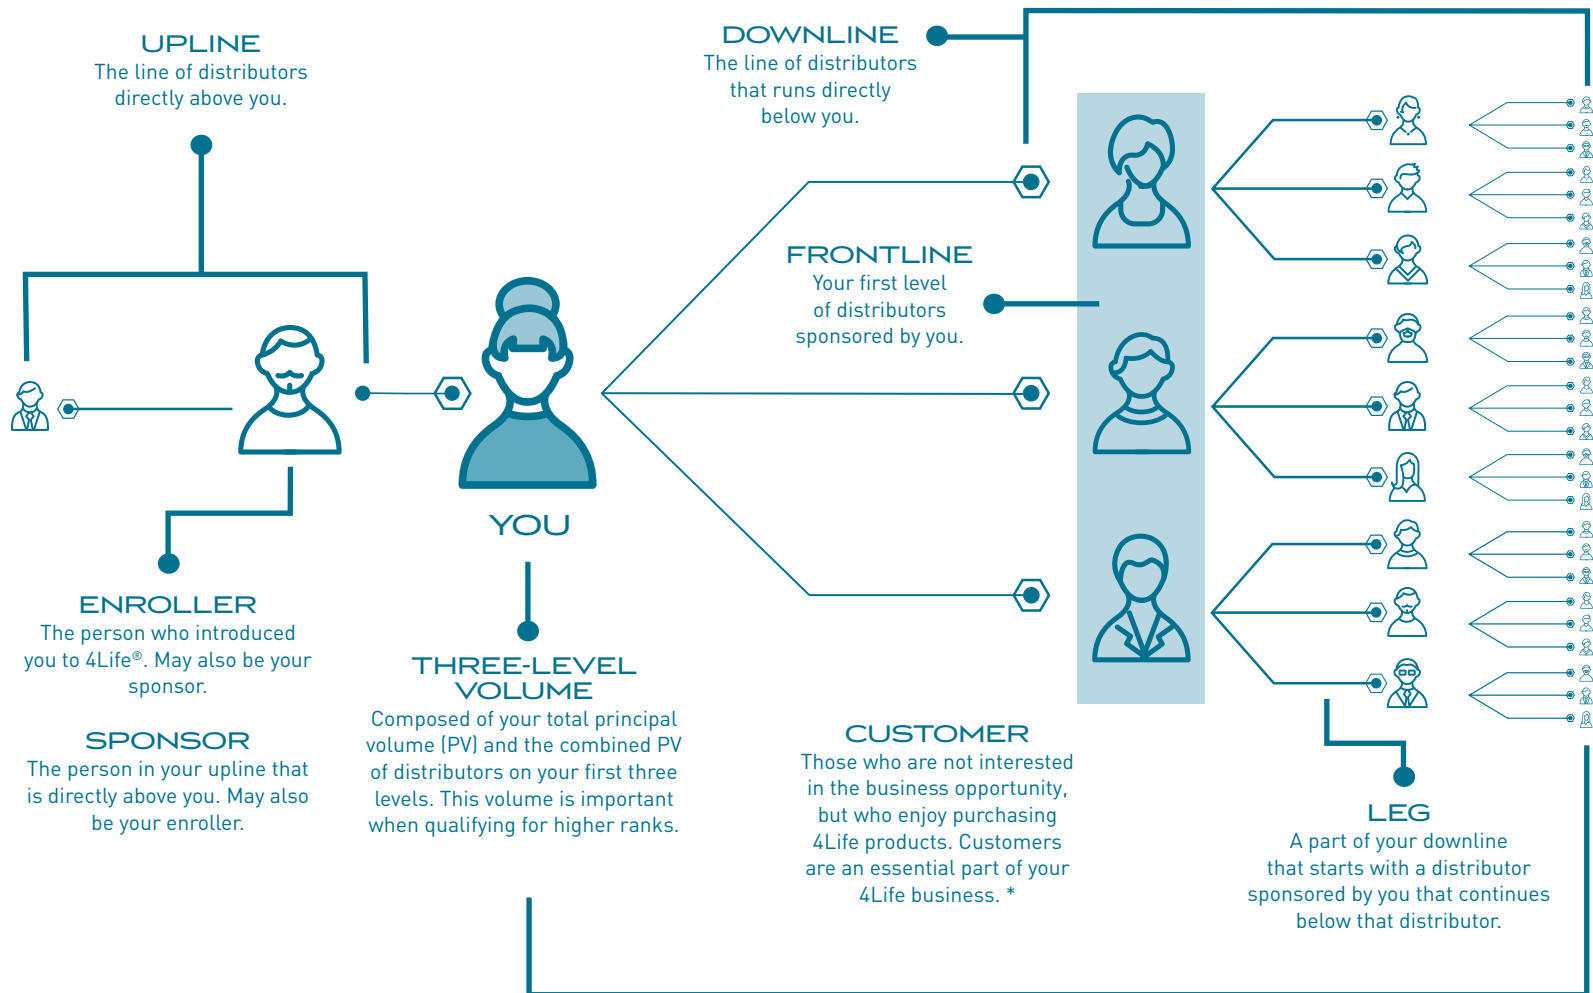 UPLINE
The line of distributors
directly above you.
DOWNLINE
The line of distributors
that runs directly
below you.
FRONTLINE
Your first level
of distributors
sponsored by you.
YOU
ENROLLER
The person who introduced
you to 4Life®. May also be your
sponsor.
SPONSOR
The person in your upline that
is directly above you. May also
be your enroller.
THREE-LEVEL
VOLUME
Composed of your total principal
volume (PV) and the combined PV
of distributors on your first three
levels. This volume is important
when qualifying for higher ranks.
CUSTOMER
Those who are not interested
in the business opportunity,
but who enjoy purchasing
4Life products. Customers
are an essential part of your
4Life business. *
LEG
A part of your downline
that starts with a distributor
sponsored by you that continues
below that distributor.